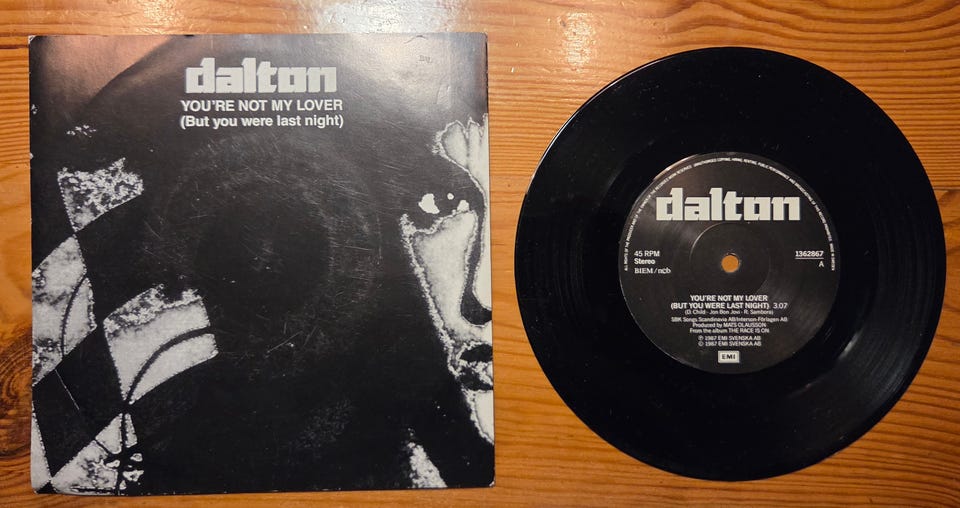 dalton
YOU'RE NOT MY LOVER
(But you were last night)
dalton
45 RPM
Stereo
BIEM/ncb
1362867
A
YOU'RE NOT MY LOVER
(BUT YOU WERE LAST NIGHT) 3:07
(D. Child - Jon Bon Jovi - R. Sambora)
SBK Songs Scandinavia AB/Interson-Förlagen AB
Produced by MATS OLAUSSON
From the album THE RACE IS ON
℗ 1987 EMI SVENSKA AB
© 1987 EMI SVENSKA AB
EMI